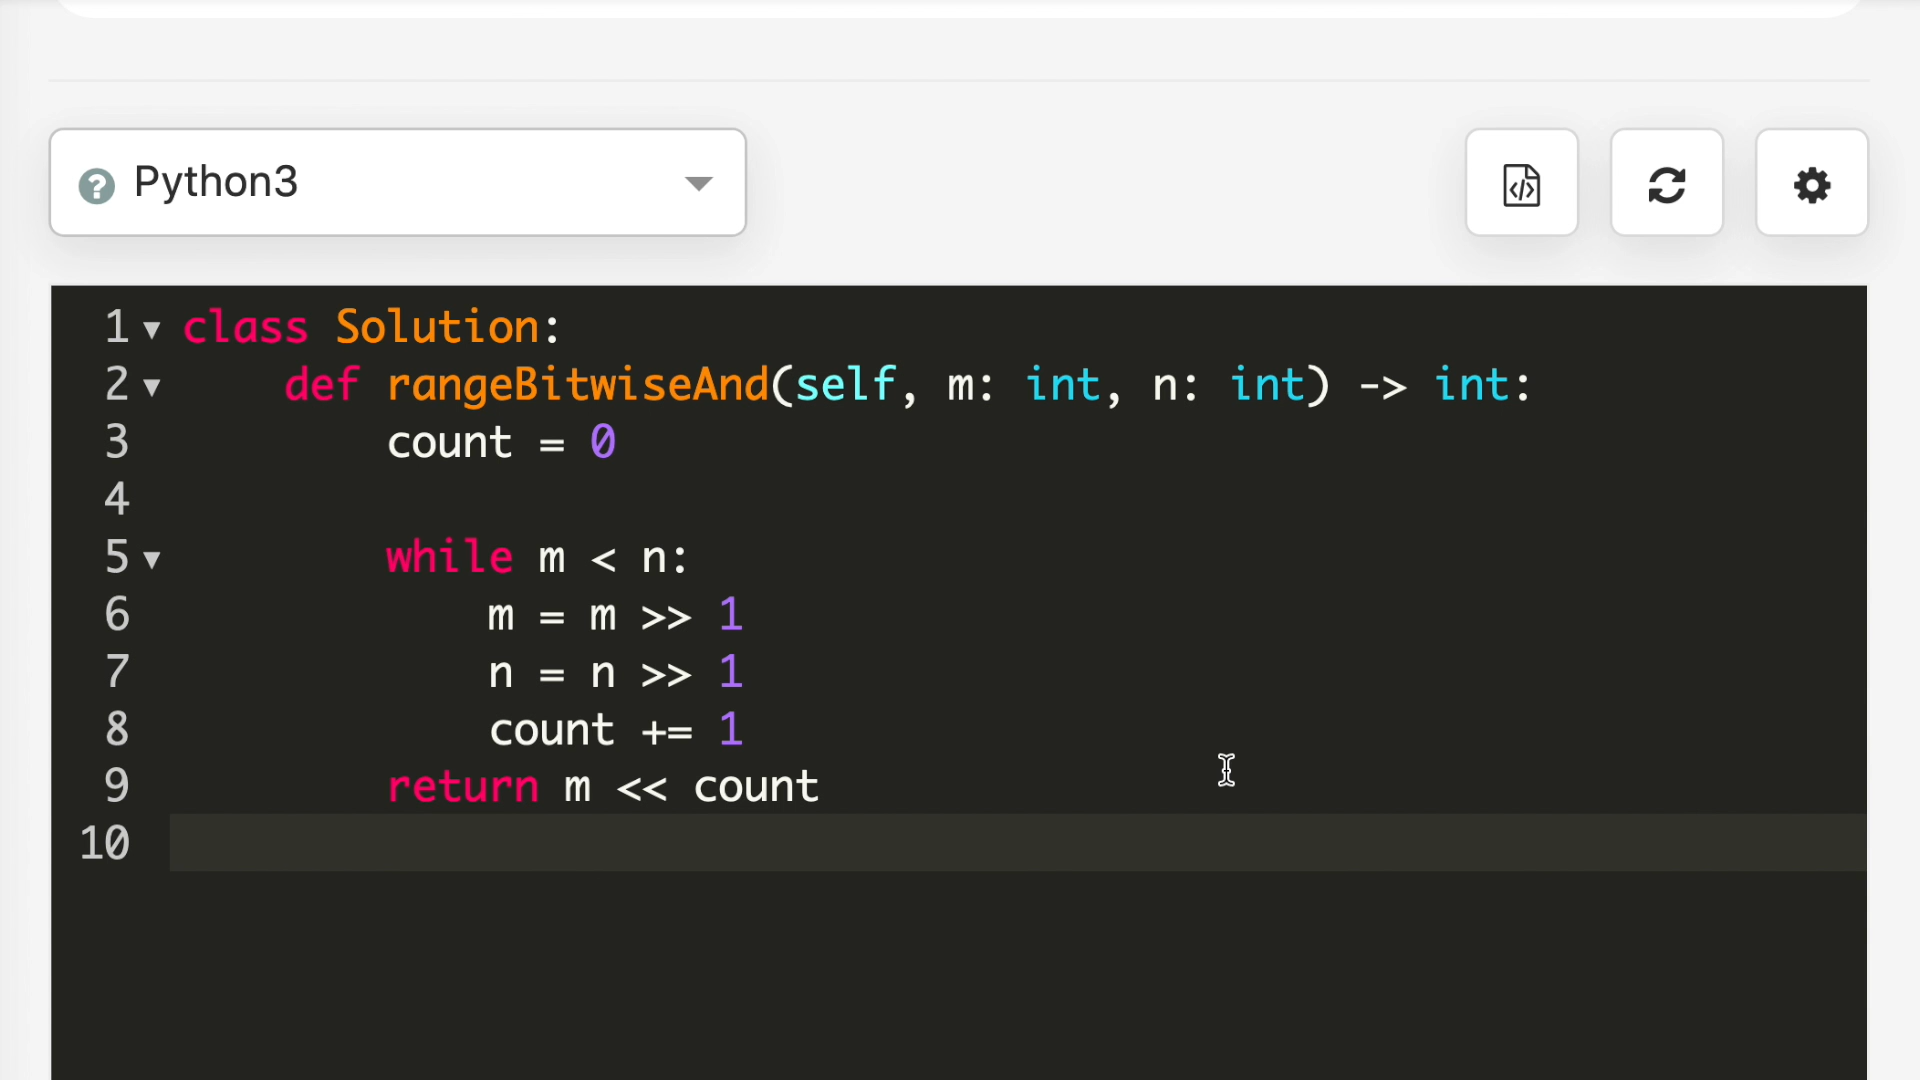 Python3
1 class Solution:
2 def rangeBitwiseAnd(self, m: int, n: int) -> int:
3 count = 0
4
5 while m < n:
6 m = m >> 1
7 n = n >> 1
8 count += 1
9 return m << count
10